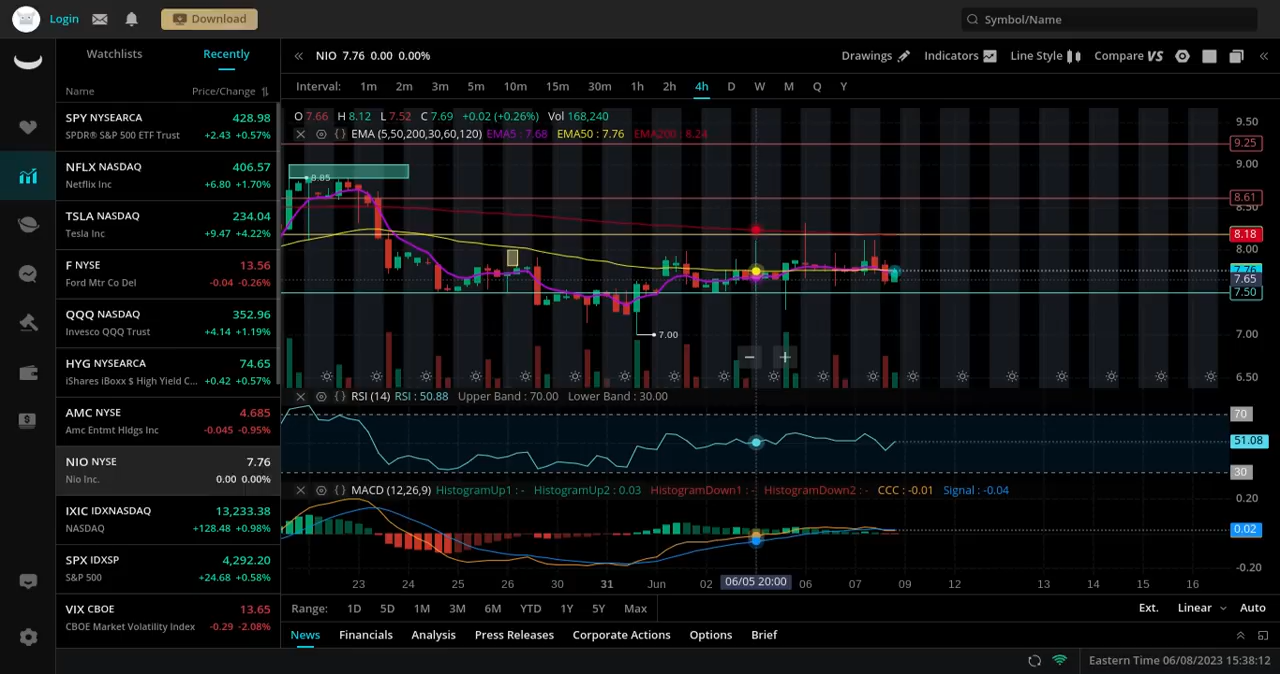 Login
Download
Symbol/Name
Watchlists Recently
Name Price/Change
SPY NYSEARCA 428.98
SPDR® S&P 500 ETF Trust +2.43 +0.57%
NFLX NASDAQ 406.57
Netflix Inc +6.80 +1.70%
TSLA NASDAQ 234.04
Tesla Inc +9.47 +4.22%
F NYSE 13.56
Ford Mtr Co Del -0.04 -0.26%
QQQ NASDAQ 352.96
Invesco QQQ Trust +4.14 +1.19%
HYG NYSEARCA 74.65
iShares iBoxx $ High Yield C... +0.42 +0.57%
AMC NYSE 4.685
Amc Entmt Hldgs Inc -0.045 -0.95%
NIO NYSE 7.76
Nio Inc. 0.00 0.00%
IXIC IDXNASDAQ 13,233.38
NASDAQ +128.48 +0.98%
SPX IDXSP 4,292.20
S&P 500 +24.68 +0.58%
VIX CBOE 13.65
CBOE Market Volatility Index -0.29 -2.08%
NIO 7.76 0.00 0.00%
Drawings Indicators Line Style Compare VS
Interval: 1m 2m 3m 5m 10m 15m 30m 1h 2h 4h D W M Q Y
O 7.66 H 8.12 L 7.52 C 7.69 +0.02 (+0.26%) Vol 168,240
EMA (5,50,200,30,60,120) EMA5 : 7.68 EMA50 : 7.76 EMA200 : 8.24
8.85
7.00
9.50
9.25
9.00
8.61
8.50
8.18
8.00
7.76
7.65
7.50
7.00
6.50
RSI (14) RSI : 50.88 Upper Band : 70.00 Lower Band : 30.00
70
51.08
30
MACD (12,26,9) HistogramUp1 : - HistogramUp2 : 0.03 HistogramDown1 : - HistogramDown2 : - CCC : -0.01 Signal : -0.04
0.20
0.02
-0.20
23 24 25 26 30 31 Jun 02 06/05 20:00 06 07 09 12 13 14 15 16
Range: 1D 5D 1M 3M 6M YTD 1Y 5Y Max
Ext. Linear Auto
News Financials Analysis Press Releases Corporate Actions Options Brief
Eastern Time 06/08/2023 15:38:12